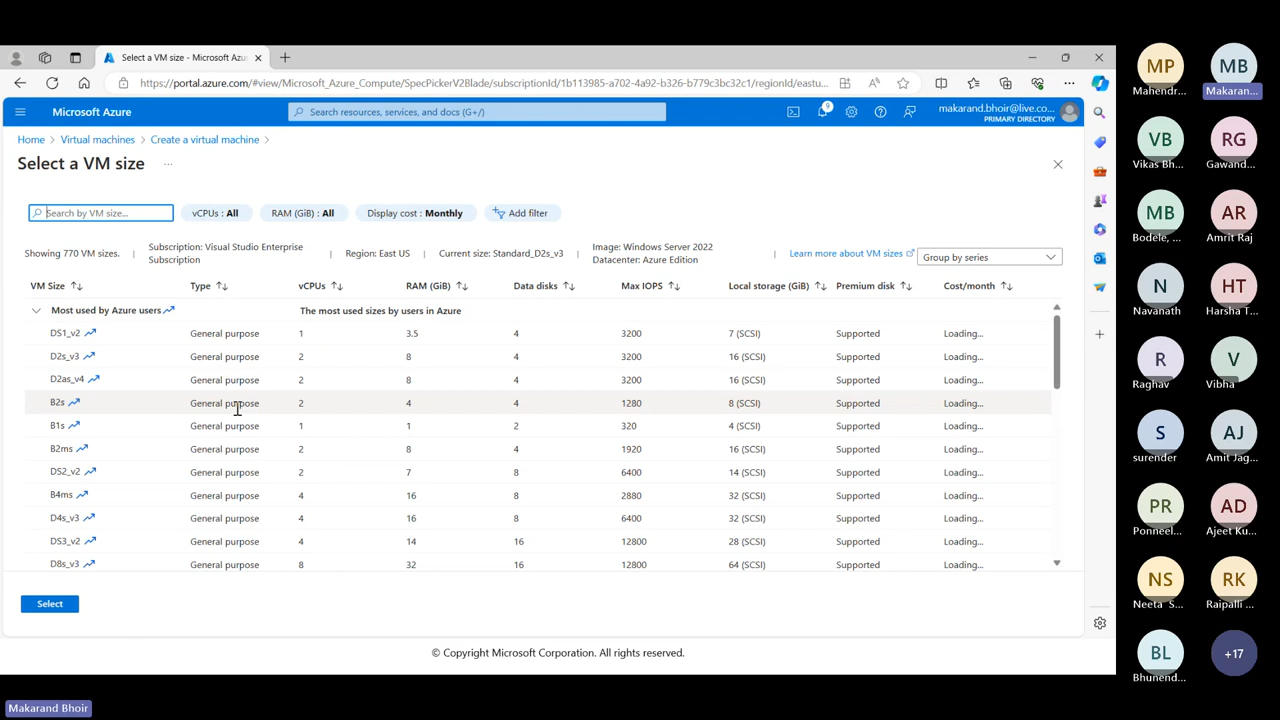 Select a VM size - Microsoft Azu
https://portal.azure.com/#view/Microsoft_Azure_Compute/SpecPickerV2Blade/subscriptionId/1b113985-a702-4a92-b326-b779c3bc32c1/regionId/eastu...
Microsoft Azure
Search resources, services, and docs (G+/)
9
makarand.bhoir@live.co...
PRIMARY DIRECTORY
Home > Virtual machines > Create a virtual machine >
Select a VM size ...
Search by VM size...
vCPUs : All
RAM (GiB) : All
Display cost : Monthly
Add filter
Showing 770 VM sizes.
Subscription: Visual Studio Enterprise
Subscription
Region: East US
Current size: Standard_D2s_v3
Image: Windows Server 2022
Datacenter: Azure Edition
Learn more about VM sizes
Group by series
VM Size Type vCPUs RAM (GiB) Data disks Max IOPS Local storage (GiB) Premium disk Cost/month
Most used by Azure users The most used sizes by users in Azure
DS1_v2 General purpose 1 3.5 4 3200 7 (SCSI) Supported Loading...
D2s_v3 General purpose 2 8 4 3200 16 (SCSI) Supported Loading...
D2as_v4 General purpose 2 8 4 3200 16 (SCSI) Supported Loading...
B2s General purpose 2 4 4 1280 8 (SCSI) Supported Loading...
B1s General purpose 1 1 2 320 4 (SCSI) Supported Loading...
B2ms General purpose 2 8 4 1920 16 (SCSI) Supported Loading...
DS2_v2 General purpose 2 7 8 6400 14 (SCSI) Supported Loading...
B4ms General purpose 4 16 8 2880 32 (SCSI) Supported Loading...
D4s_v3 General purpose 4 16 8 6400 32 (SCSI) Supported Loading...
DS3_v2 General purpose 4 14 16 12800 28 (SCSI) Supported Loading...
D8s_v3 General purpose 8 32 16 12800 64 (SCSI) Supported Loading...
Select
© Copyright Microsoft Corporation. All rights reserved.
Makarand Bhoir
MP MB
Mahendr... Makaran...
VB RG
Vikas Bh... Gawand...
MB AR
Bodele, ... Amrit Raj
N HT
Navanath Harsha T...
R V
Raghav Vibha
S AJ
surender Amit Jag...
PR AD
Ponneel... Ajeet Ku...
NS RK
Neeta S... Raipalli ...
BL +17
Bhunend...